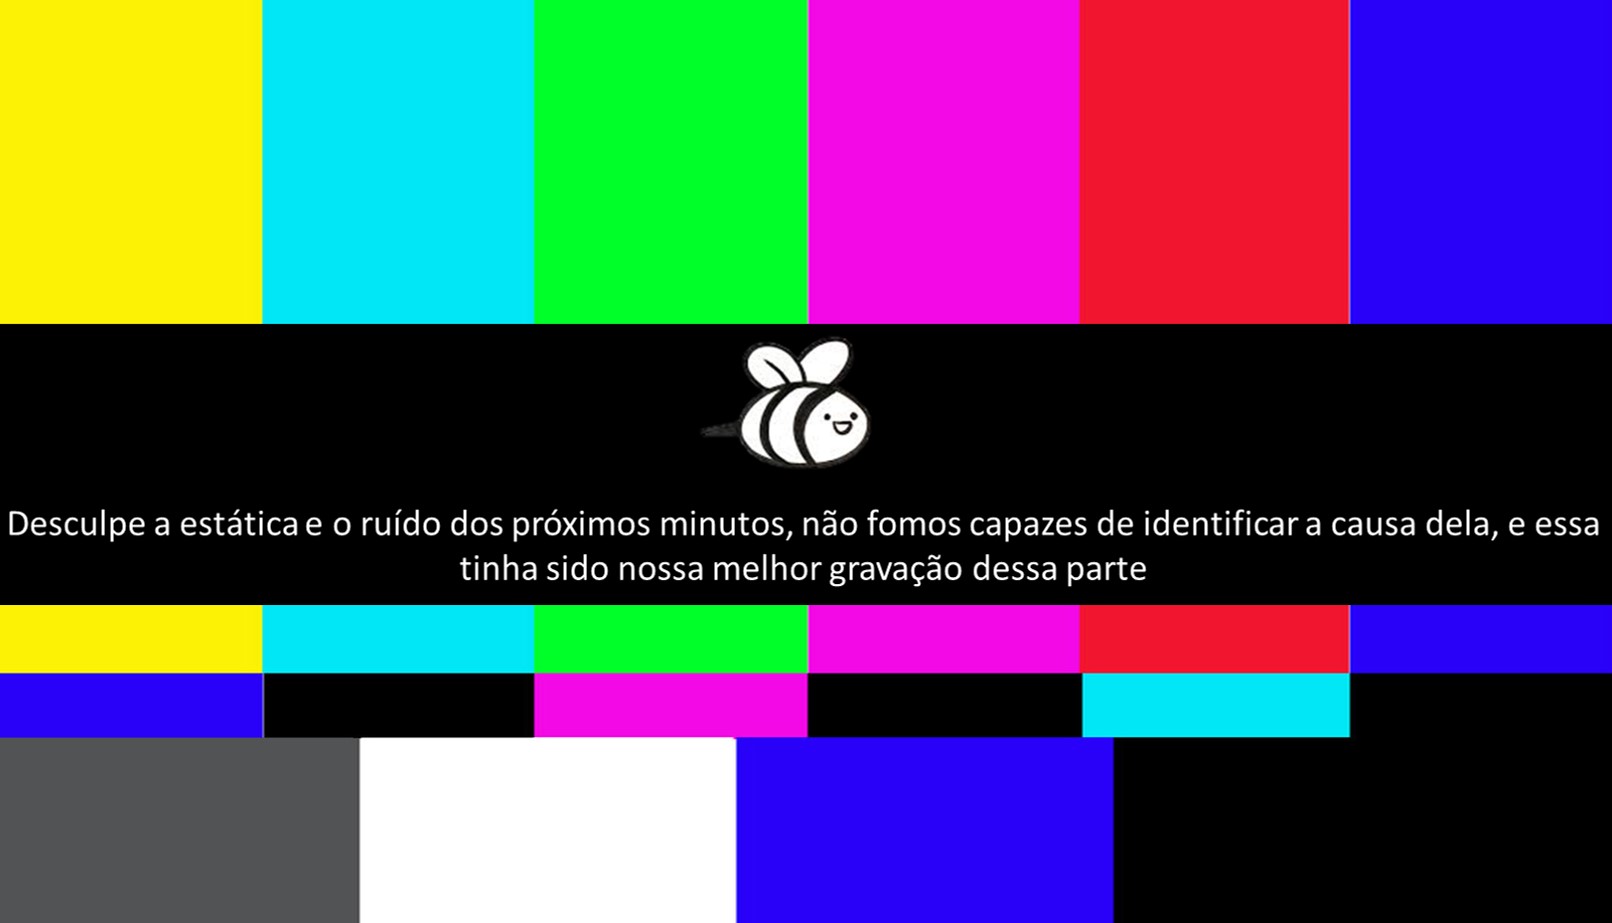 Desculpe a estática e o ruído dos próximos minutos, não fomos capazes de identificar a causa dela, e essa
tinha sido nossa melhor gravação dessa parte